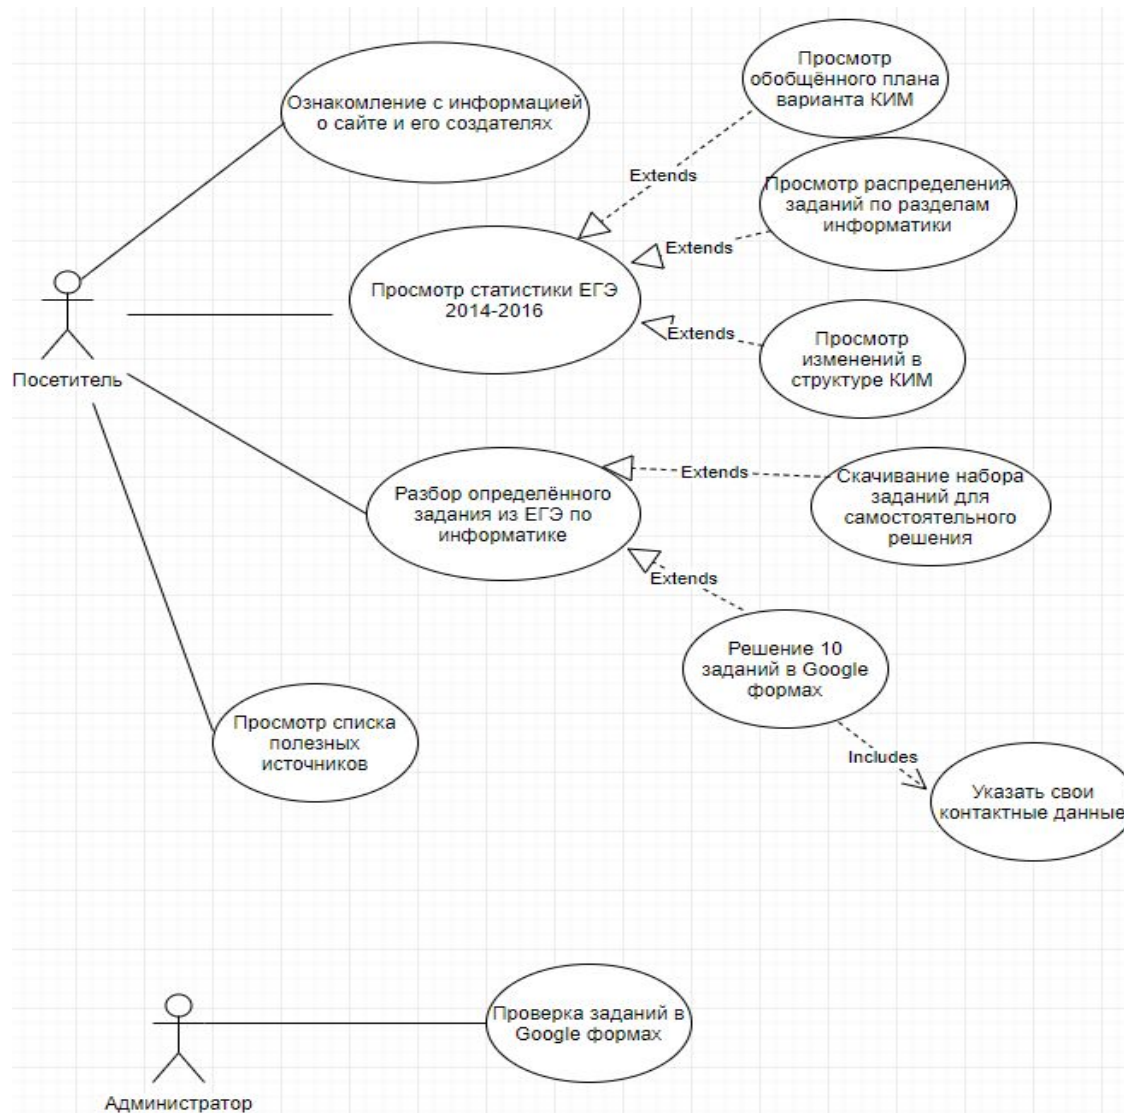 Просмотр
обобщённого плана
варианта КИМ
Ознакомление с информацией
о сайте и его создателях
Extends
Просмотр распределения
заданий по разделам
информатики
Extends
Просмотр статистики ЕГЭ
2014-2016
Extends
Просмотр
изменений в
структуре КИМ
Посетитель
Extends
Скачивание набора
заданий для
самостоятельного
решения
Разбор определённого
задания из ЕГЭ по
информатике
Extends
Решение 10
заданий в Google
формах
Просмотр списка
полезных
источников
Includes
Указать свои
контактные данные
Проверка заданий в
Google формах
Администратор